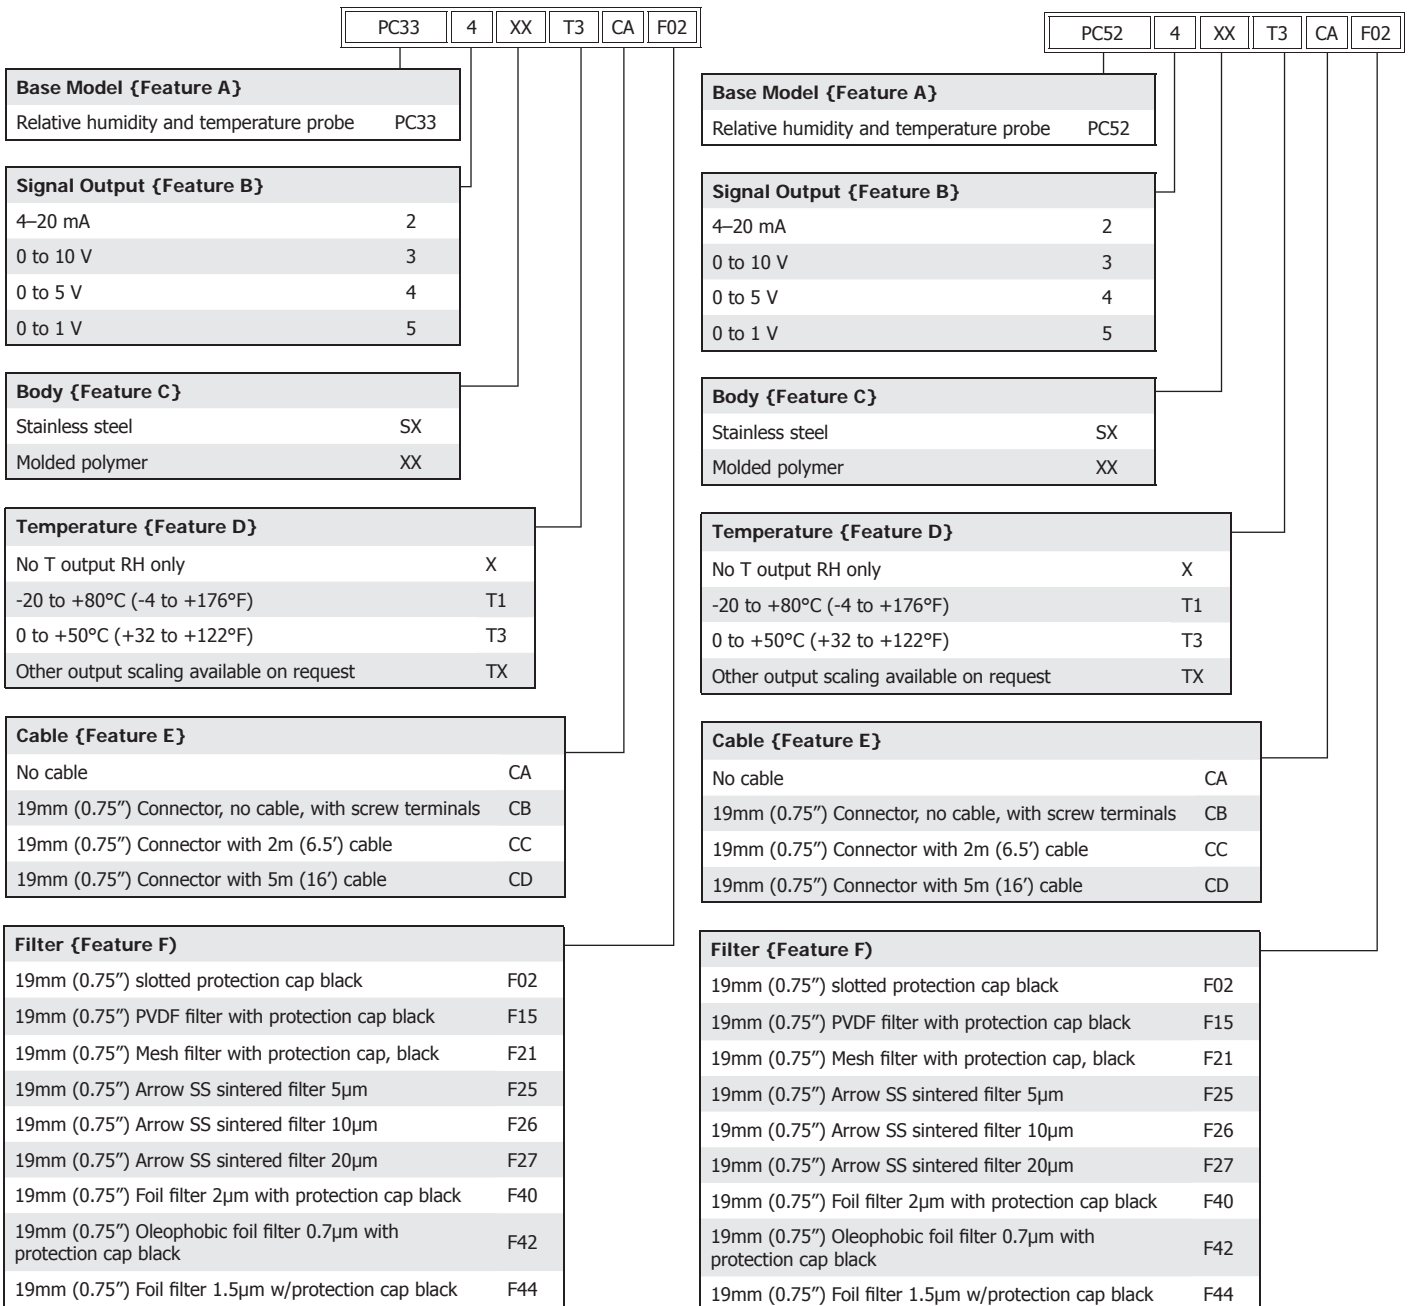 PC33 4 XX T3 CA F02
Base Model {Feature A}
Relative humidity and temperature probe PC33
Signal Output {Feature B}
4–20 mA 2
0 to 10 V 3
0 to 5 V 4
0 to 1 V 5
Body {Feature C}
Stainless steel SX
Molded polymer XX
Temperature {Feature D}
No T output RH only X
-20 to +80°C (-4 to +176°F) T1
0 to +50°C (+32 to +122°F) T3
Other output scaling available on request TX
Cable {Feature E}
No cable CA
19mm (0.75″) Connector, no cable, with screw terminals CB
19mm (0.75″) Connector with 2m (6.5′) cable CC
19mm (0.75″) Connector with 5m (16′) cable CD
Filter {Feature F)
19mm (0.75″) slotted protection cap black F02
19mm (0.75″) PVDF filter with protection cap black F15
19mm (0.75″) Mesh filter with protection cap, black F21
19mm (0.75″) Arrow SS sintered filter 5µm F25
19mm (0.75″) Arrow SS sintered filter 10µm F26
19mm (0.75″) Arrow SS sintered filter 20µm F27
19mm (0.75″) Foil filter 2µm with protection cap black F40
19mm (0.75″) Oleophobic foil filter 0.7µm with
protection cap black F42
19mm (0.75″) Foil filter 1.5µm w/protection cap black F44
PC52 4 XX T3 CA F02
Base Model {Feature A}
Relative humidity and temperature probe PC52
Signal Output {Feature B}
4–20 mA 2
0 to 10 V 3
0 to 5 V 4
0 to 1 V 5
Body {Feature C}
Stainless steel SX
Molded polymer XX
Temperature {Feature D}
No T output RH only X
-20 to +80°C (-4 to +176°F) T1
0 to +50°C (+32 to +122°F) T3
Other output scaling available on request TX
Cable {Feature E}
No cable CA
19mm (0.75″) Connector, no cable, with screw terminals CB
19mm (0.75″) Connector with 2m (6.5′) cable CC
19mm (0.75″) Connector with 5m (16′) cable CD
Filter {Feature F)
19mm (0.75″) slotted protection cap black F02
19mm (0.75″) PVDF filter with protection cap black F15
19mm (0.75″) Mesh filter with protection cap, black F21
19mm (0.75″) Arrow SS sintered filter 5µm F25
19mm (0.75″) Arrow SS sintered filter 10µm F26
19mm (0.75″) Arrow SS sintered filter 20µm F27
19mm (0.75″) Foil filter 2µm with protection cap black F40
19mm (0.75″) Oleophobic foil filter 0.7µm with
protection cap black F42
19mm (0.75″) Foil filter 1.5µm w/protection cap black F44